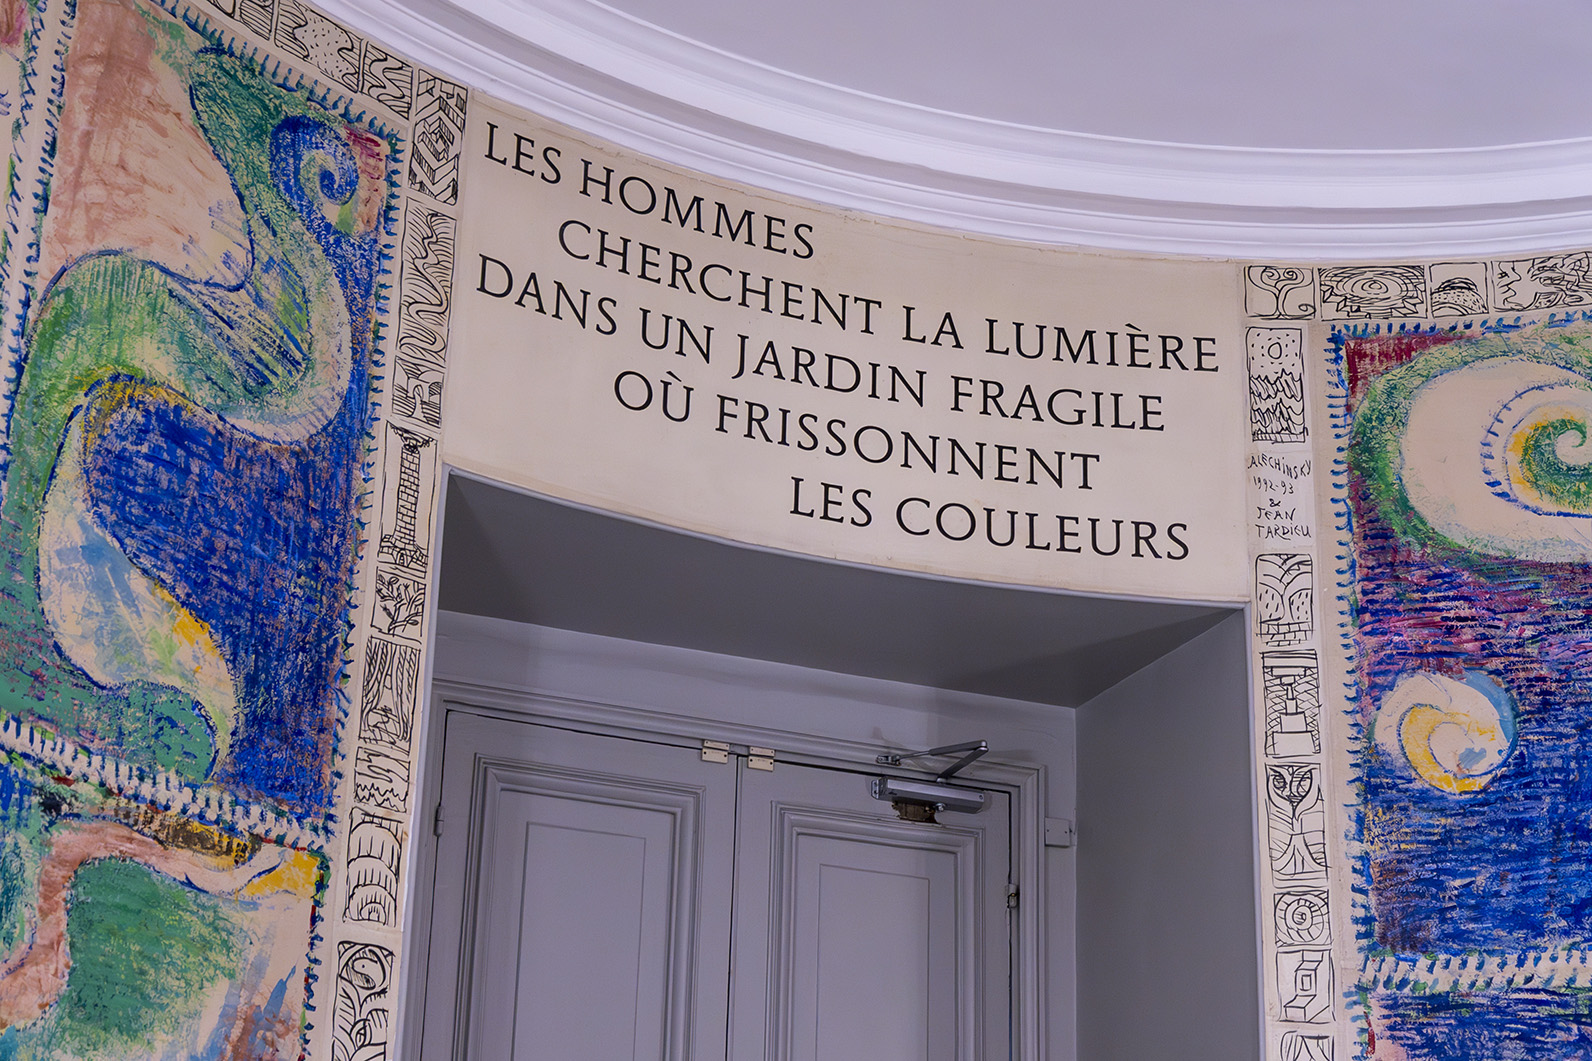 LES HOMMES
CHERCHENT LA LUMIÈRE
DANS UN JARDIN FRAGILE
OÙ FRISSONNENT
LES COULEURS
ALECHINSKY
1992-93
&
JEAN
TARDIEU